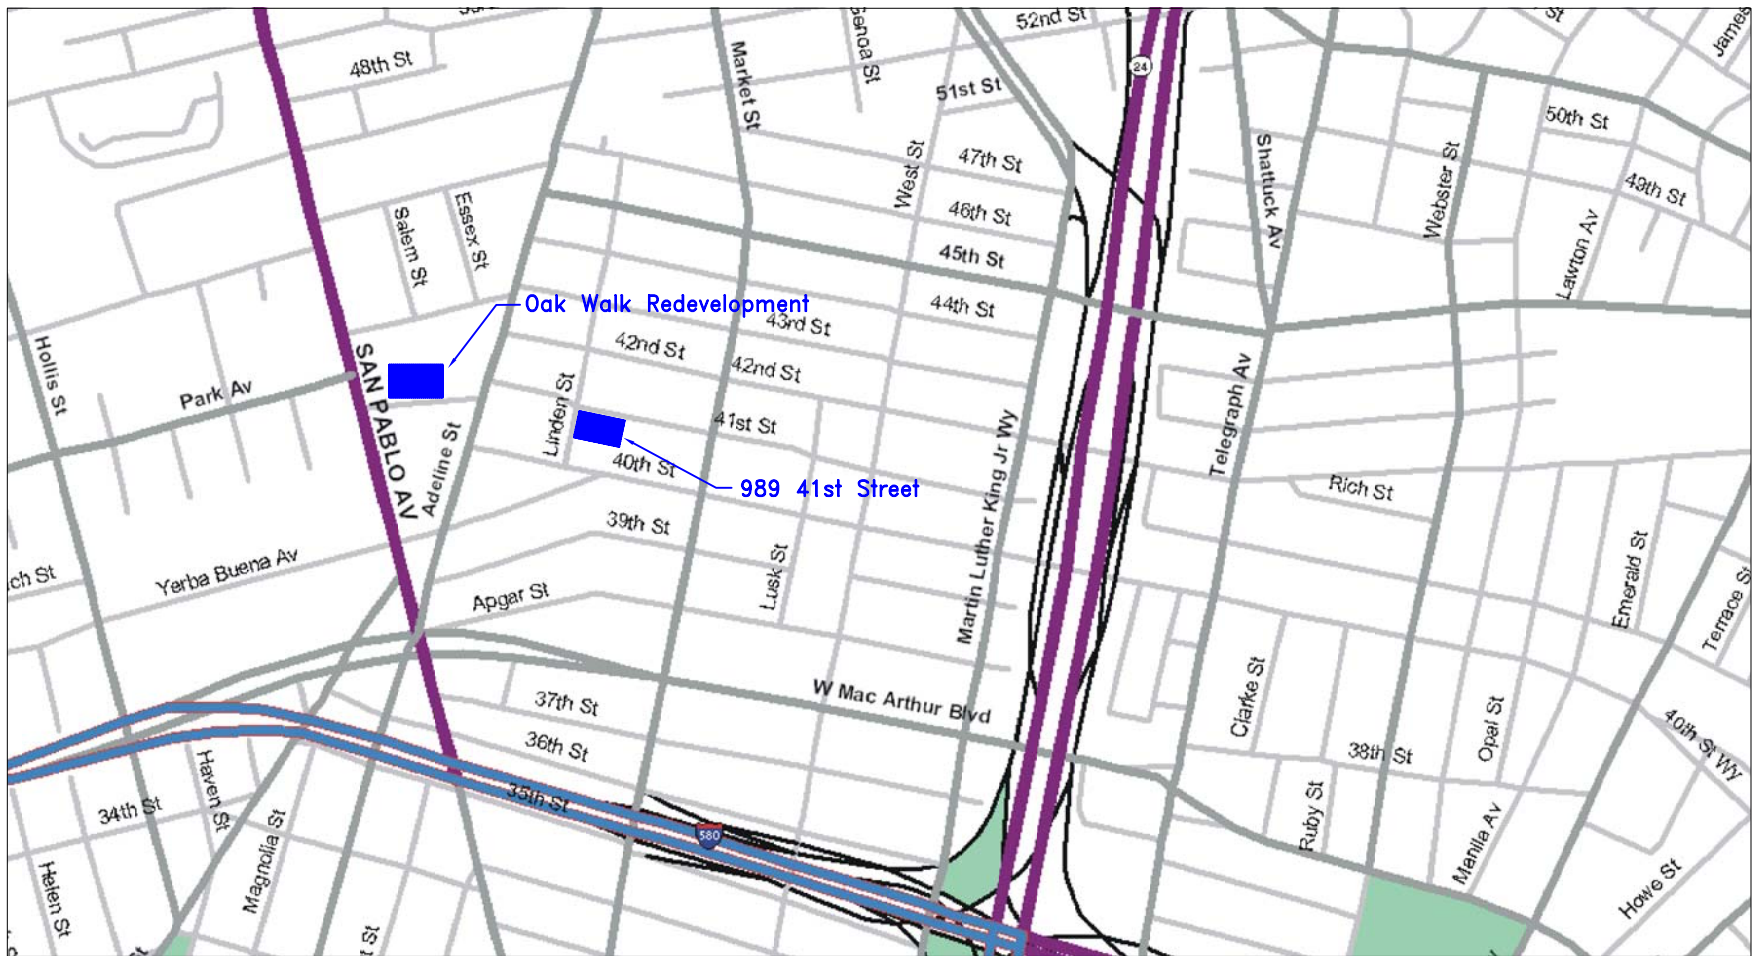 52nd St
St
James
48th St
Genoa St
Market St
24
51st St
50th St
47th St
West St
Shattuck Av
Webster St
49th St
Essex St
Salem St
46th St
Lawton Av
45th St
Oak Walk Redevelopment
44th St
43rd St
42nd St
42nd St
Hollis St
SAN PABLO AV
Park Av
Linden St
41st St
Telegraph Av
Adeline St
40th St
989 41st Street
Martin Luther King Jr Wy
Rich St
39th St
Emerald St
ch St
Yerba Buena Av
Apgar St
Lusk St
Terrace St
W Mac Arthur Blvd
37th St
Clarke St
Opal St
40th St Wy
36th St
38th St
Haven St
35th St
34th St
580
Ruby St
Magnolia St
Manila Av
Helen St
Howe St
t St
St